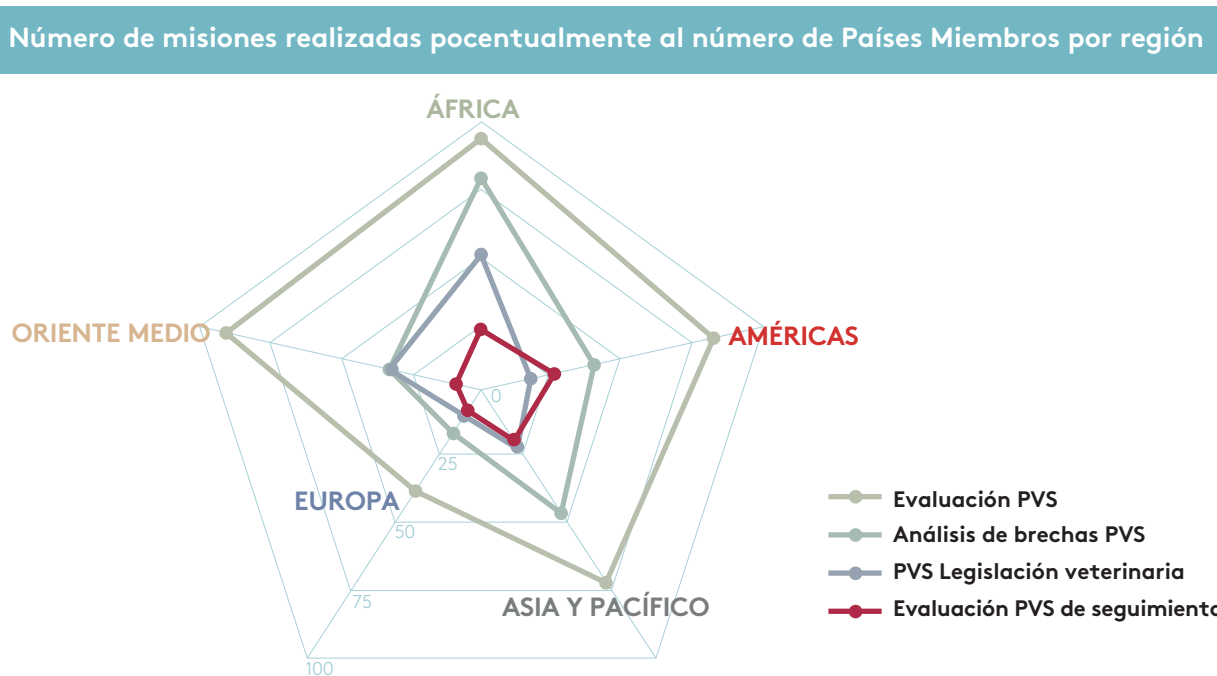 Número de misiones realizadas pocentualmente al número de Países Miembros por región
ÁFRICA
ORIENTE MEDIO
AMÉRICAS
0
25
EUROPA
50
75
ASIA Y PACÍFICO
100
Evaluación PVS
Análisis de brechas PVS
PVS Legislación veterinaria
Evaluación PVS de seguimiento